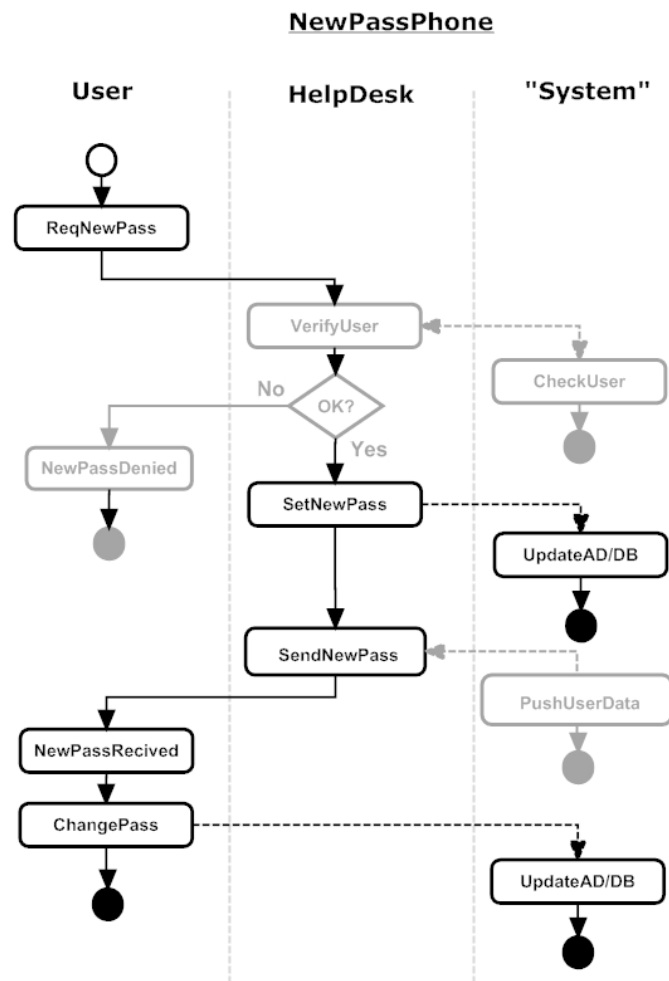 NewPassPhone
User
HelpDesk
"System"
ReqNewPass
VerifyUser
CheckUser
No
OK?
Yes
NewPassDenied
SetNewPass
UpdateAD/DB
SendNewPass
PushUserData
NewPassRecived
ChangePass
UpdateAD/DB